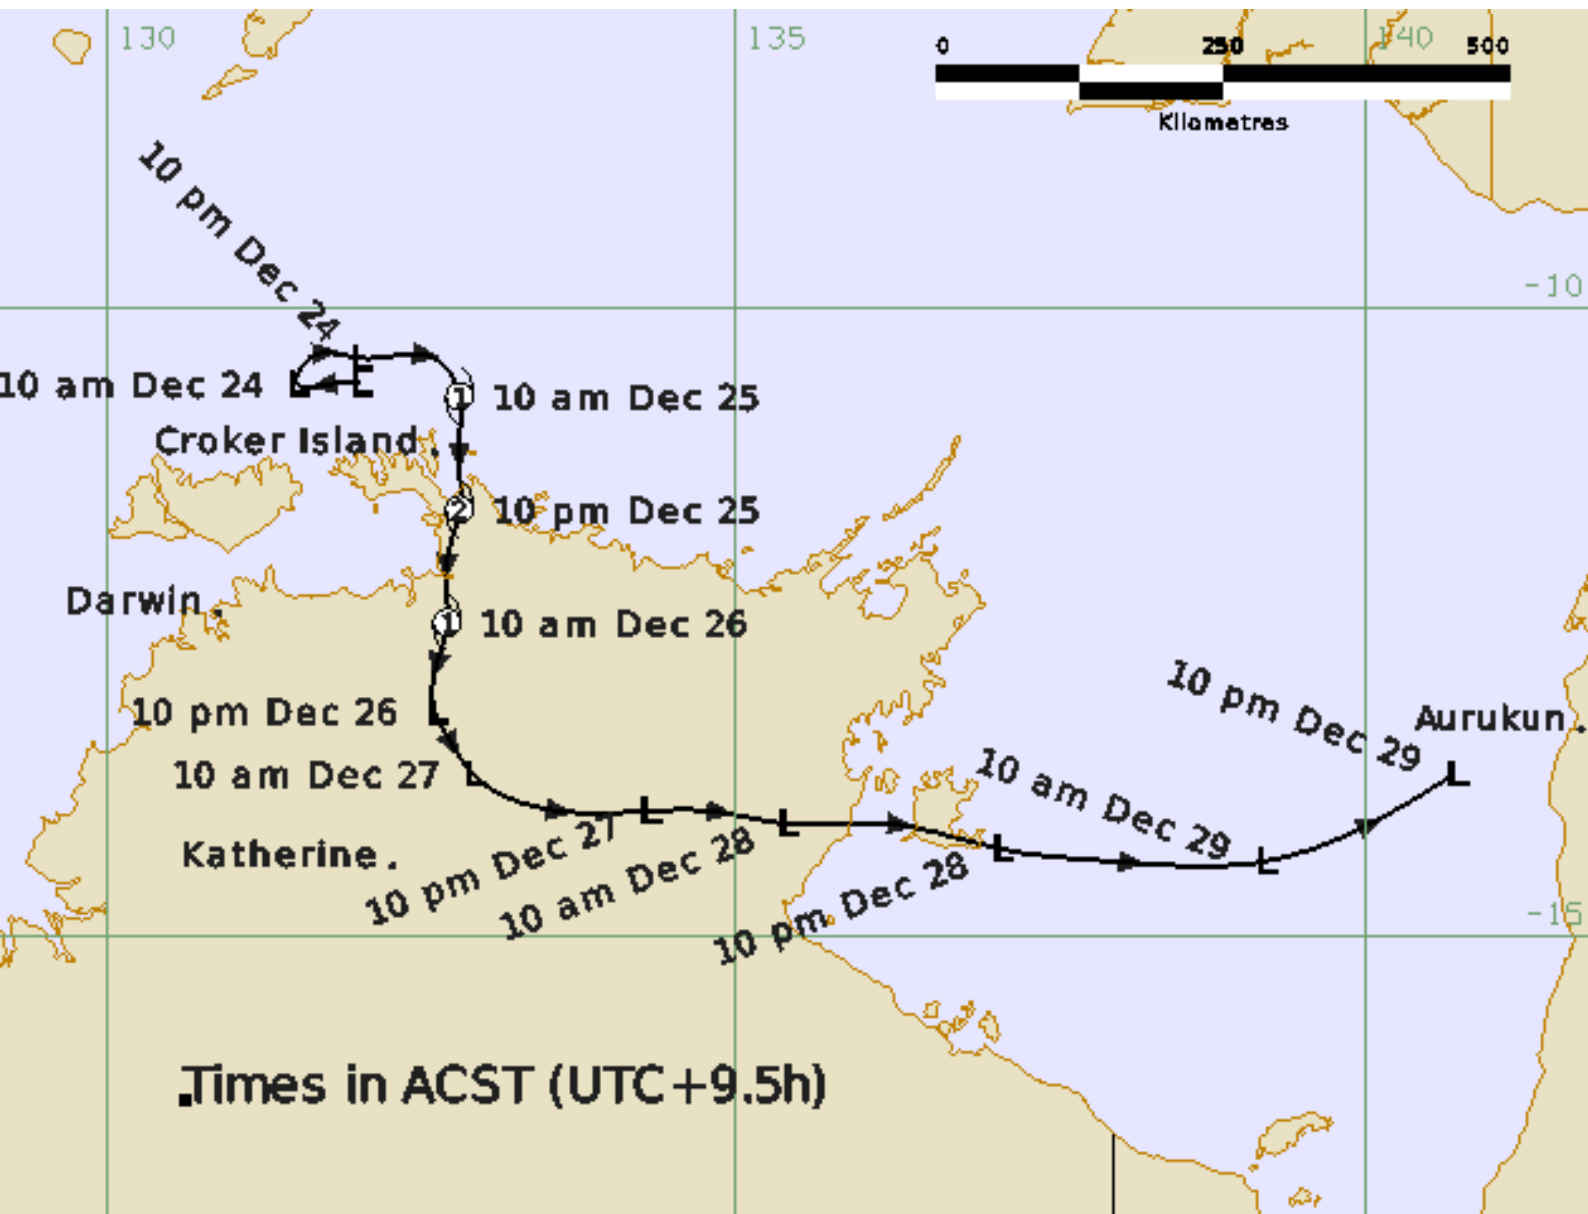 130
135
140
0 250 500
Kilometres
10 pm Dec 24
-10
10 am Dec 24
1
10 am Dec 25
Croker Island
2
10 pm Dec 25
Darwin
1
10 am Dec 26
10 pm Dec 26
10 am Dec 27
Katherine
10 pm Dec 27
10 am Dec 28
10 pm Dec 28
10 am Dec 29
10 pm Dec 29
Aurukun
L
L
L
L
L
L
L
L
L
L
-15
Times in ACST (UTC+9.5h)